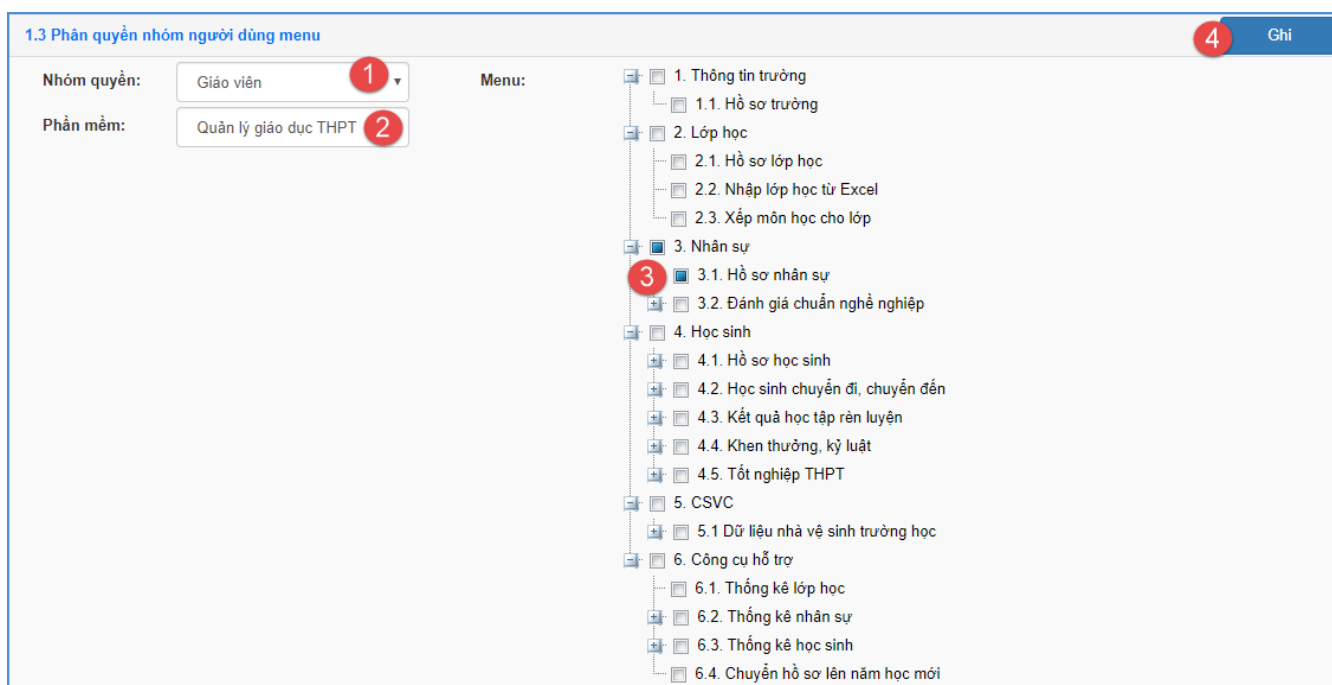 1.3 Phân quyền nhóm người dùng menu
4 Ghi
Nhóm quyền: Giáo viên 1
Phần mềm: Quản lý giáo dục THPT 2
Menu:
1. Thông tin trường
1.1. Hồ sơ trường
2. Lớp học
2.1. Hồ sơ lớp học
2.2. Nhập lớp học từ Excel
2.3. Xếp môn học cho lớp
3. Nhân sự
3 3.1. Hồ sơ nhân sự
3.2. Đánh giá chuẩn nghề nghiệp
4. Học sinh
4.1. Hồ sơ học sinh
4.2. Học sinh chuyển đi, chuyển đến
4.3. Kết quả học tập rèn luyện
4.4. Khen thưởng, kỷ luật
4.5. Tốt nghiệp THPT
5. CSVC
5.1 Dữ liệu nhà vệ sinh trường học
6. Công cụ hỗ trợ
6.1. Thống kê lớp học
6.2. Thống kê nhân sự
6.3. Thống kê học sinh
6.4. Chuyển hồ sơ lên năm học mới